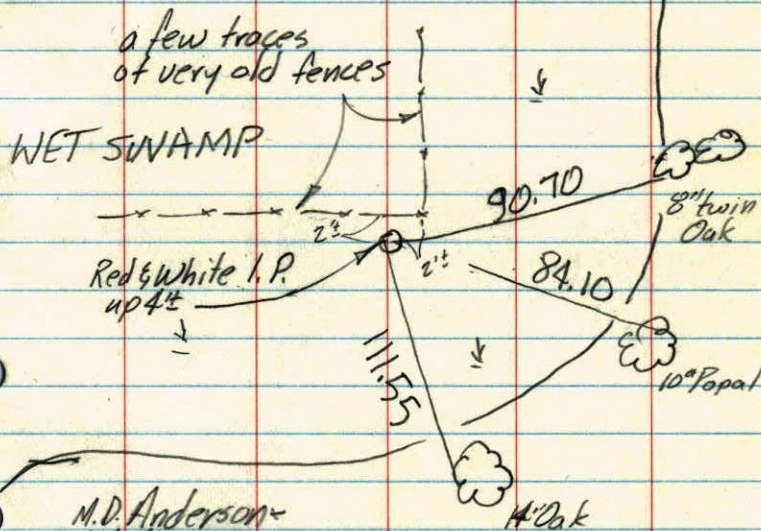 a few traces
of very old fences
WET SWAMP
90.70
8" twin
Oak
2'±
2'±
Red & White I.P.
up 4'±
84.10
111.55
10" Popal
14" Oak
M.D. Anderson